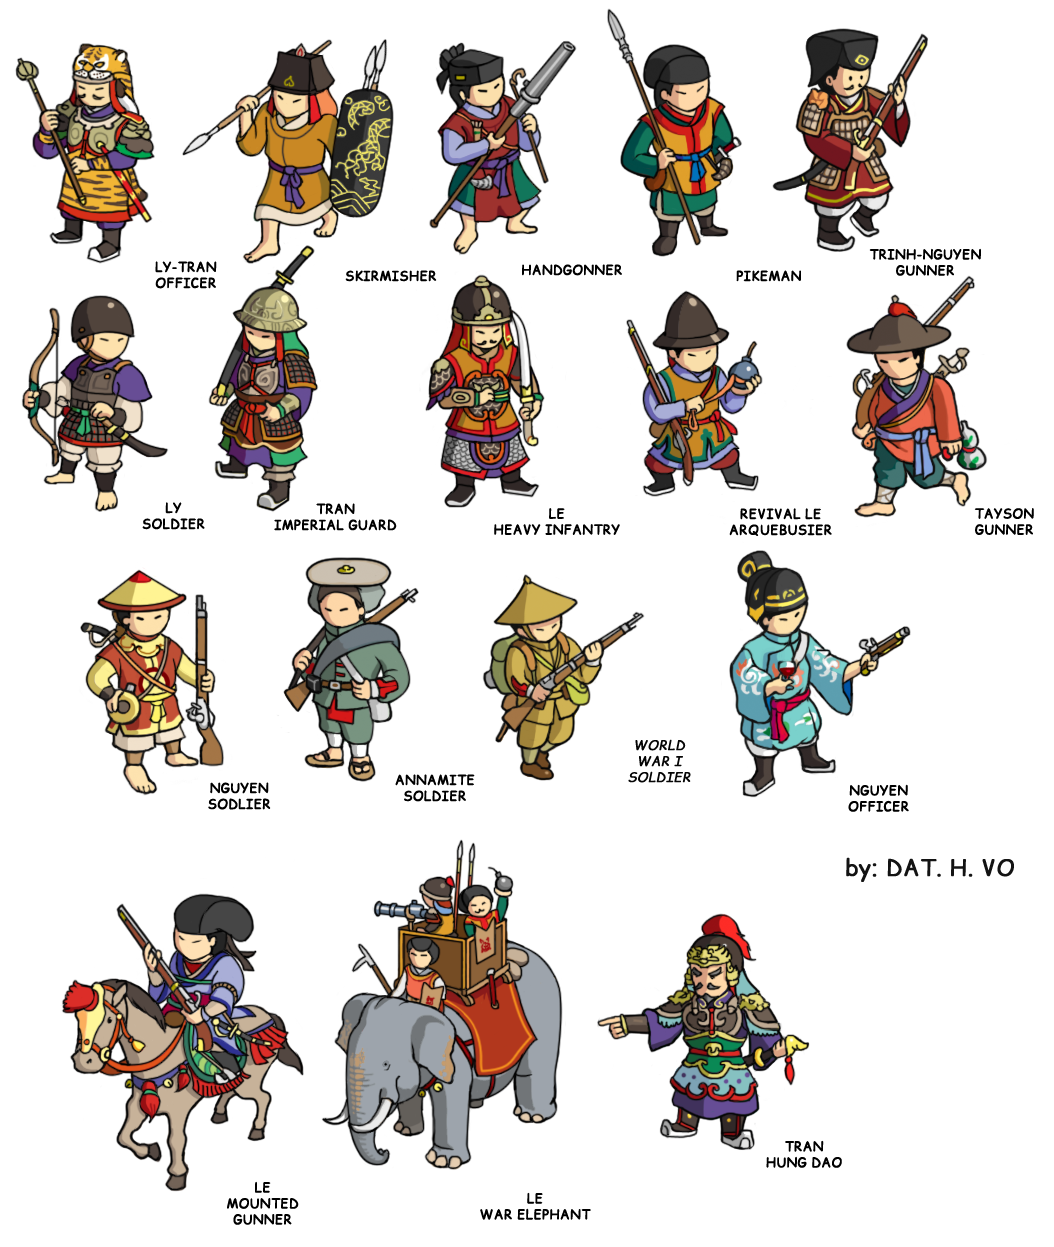 LY-TRAN
OFFICER
SKIRMISHER
HANDGONNER
PIKEMAN
TRINH-NGUYEN
GUNNER
LY
SOLDIER
TRAN
IMPERIAL GUARD
LE
HEAVY INFANTRY
REVIVAL LE
ARQUEBUSIER
TAYSON
GUNNER
NGUYEN
SODLIER
ANNAMITE
SOLDIER
WORLD
WAR I
SOLDIER
NGUYEN
OFFICER
by: DAT. H. VO
LE
MOUNTED
GUNNER
LE
WAR ELEPHANT
TRAN
HUNG DAO